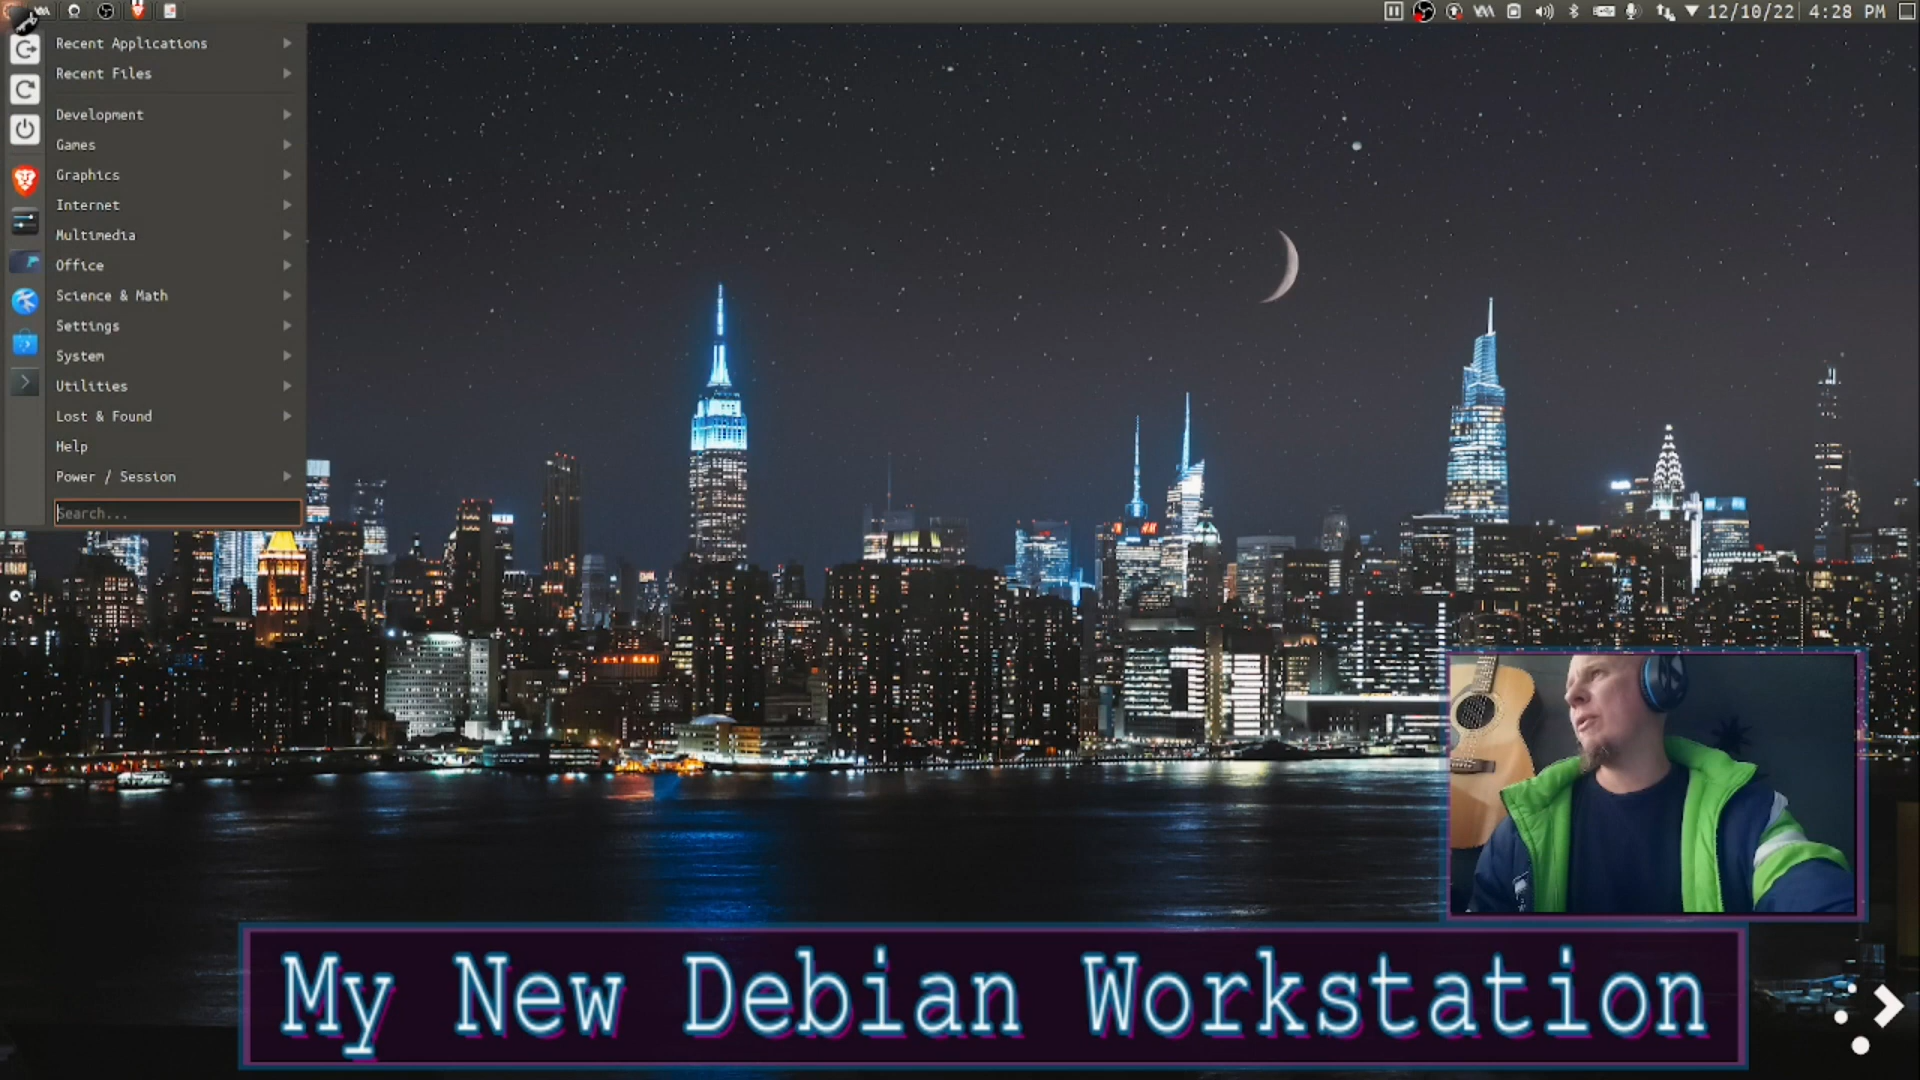 12/10/22 4:28 PM
Recent Applications
Recent Files
Development
Games
Graphics
Internet
Multimedia
Office
Science & Math
Settings
System
Utilities
Lost & Found
Help
Power / Session
Search...
H&M
My New Debian Workstation